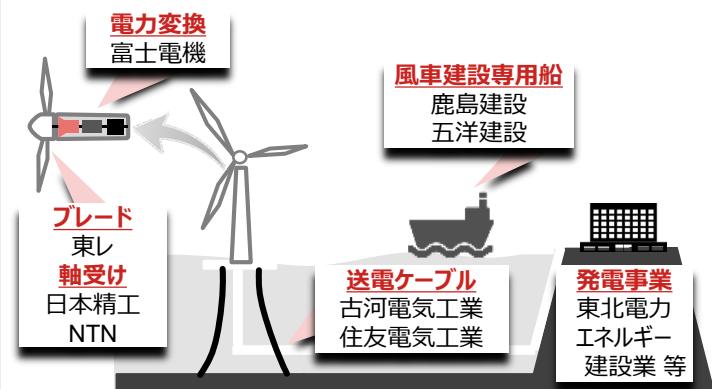 電力変換
富士電機
風車建設専用船
鹿島建設
五洋建設
ブレード
東レ
軸受け
日本精工
NTN
送電ケーブル
古河電気工業
住友電気工業
発電事業
東北電力
エネルギー
建設業 等